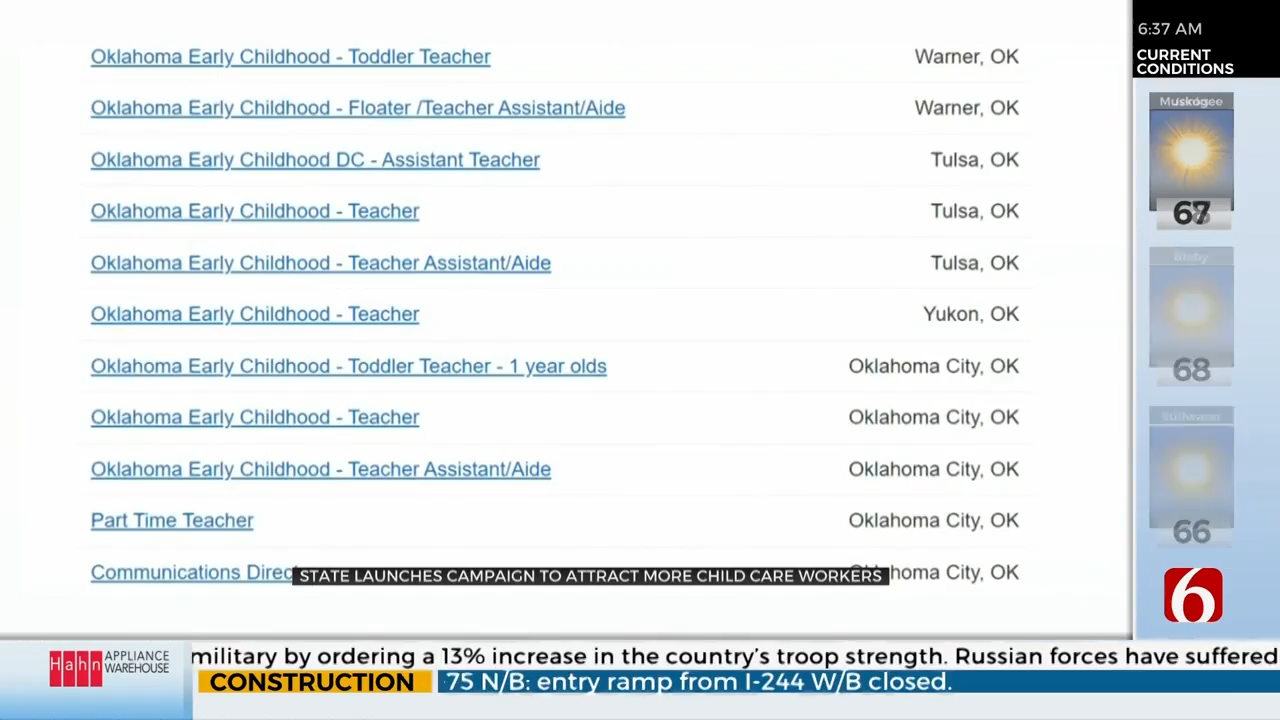 Oklahoma Early Childhood - Toddler Teacher Warner, OK
Oklahoma Early Childhood - Floater /Teacher Assistant/Aide Warner, OK
Oklahoma Early Childhood DC - Assistant Teacher Tulsa, OK
Oklahoma Early Childhood - Teacher Tulsa, OK
Oklahoma Early Childhood - Teacher Assistant/Aide Tulsa, OK
Oklahoma Early Childhood - Teacher Yukon, OK
Oklahoma Early Childhood - Toddler Teacher - 1 year olds Oklahoma City, OK
Oklahoma Early Childhood - Teacher Oklahoma City, OK
Oklahoma Early Childhood - Teacher Assistant/Aide Oklahoma City, OK
Part Time Teacher Oklahoma City, OK
Communications Direc homa City, OK
STATE LAUNCHES CAMPAIGN TO ATTRACT MORE CHILD CARE WORKERS
6:37 AM
CURRENT
CONDITIONS
67
68
66
6
Hahn APPLIANCE
WAREHOUSE
military by ordering a 13% increase in the country's troop strength. Russian forces have suffered
CONSTRUCTION 75 N/B: entry ramp from I-244 W/B closed.